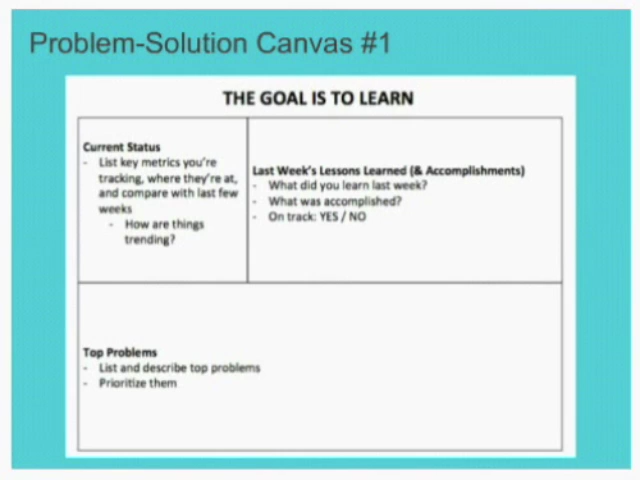 Problem-Solution Canvas #1
THE GOAL IS TO LEARN
Current Status
- List key metrics you're
tracking, where they're at,
and compare with last few
weeks
- How are things
trending?
Last Week's Lessons Learned (& Accomplishments)
- What did you learn last week?
- What was accomplished?
- On track: YES / NO
Top Problems
- List and describe top problems
- Prioritize them